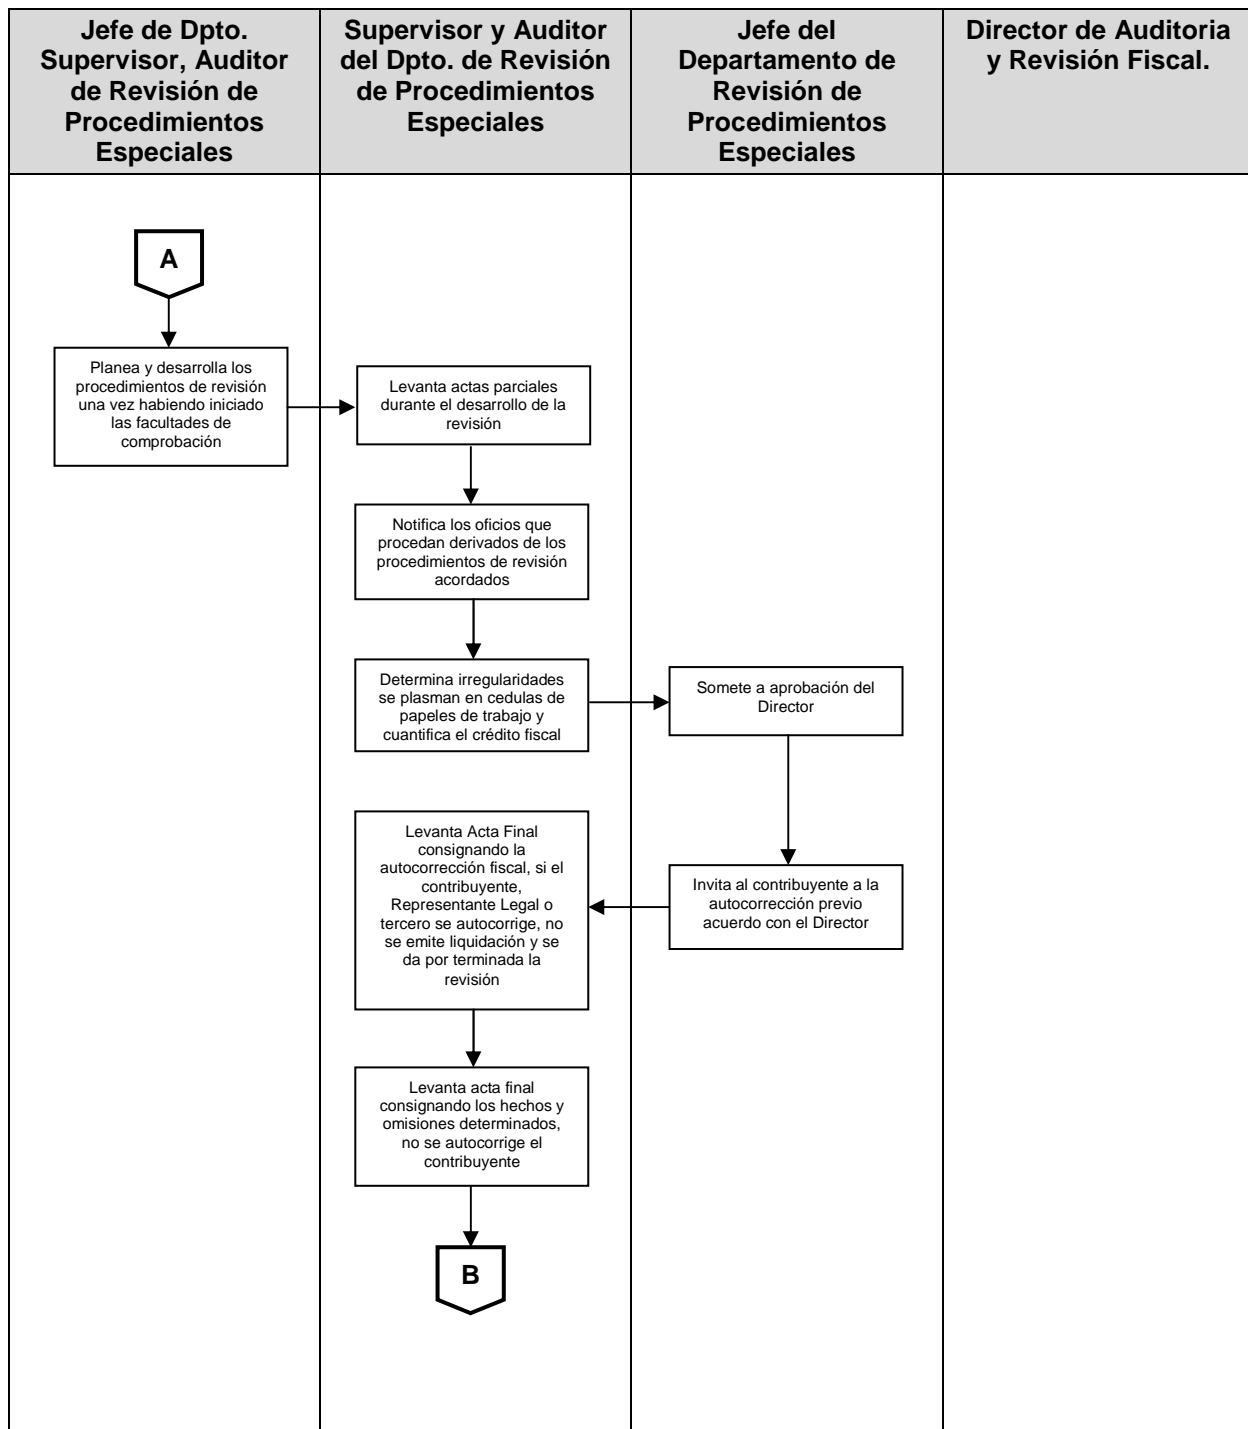 Jefe de Dpto.
Supervisor, Auditor
de Revisión de
Procedimientos
Especiales
Supervisor y Auditor
del Dpto. de Revisión
de Procedimientos
Especiales
Jefe del
Departamento de
Revisión de
Procedimientos
Especiales
Director de Auditoria
y Revisión Fiscal.
A
Planea y desarrolla los
procedimientos de revisión
una vez habiendo iniciado
las facultades de
comprobación
Levanta actas parciales
durante el desarrollo de la
revisión
Notifica los oficios que
procedan derivados de los
procedimientos de revisión
acordados
Determina irregularidades
se plasman en cedulas de
papeles de trabajo y
cuantifica el crédito fiscal
Somete a aprobación del
Director
Invita al contribuyente a la
autocorrección previo
acuerdo con el Director
Levanta Acta Final
consignando la
autocorrección fiscal, si el
contribuyente,
Representante Legal o
tercero se autocorrige, no
se emite liquidación y se
da por terminada la
revisión
Levanta acta final
consignando los hechos y
omisiones determinados,
no se autocorrige el
contribuyente
B